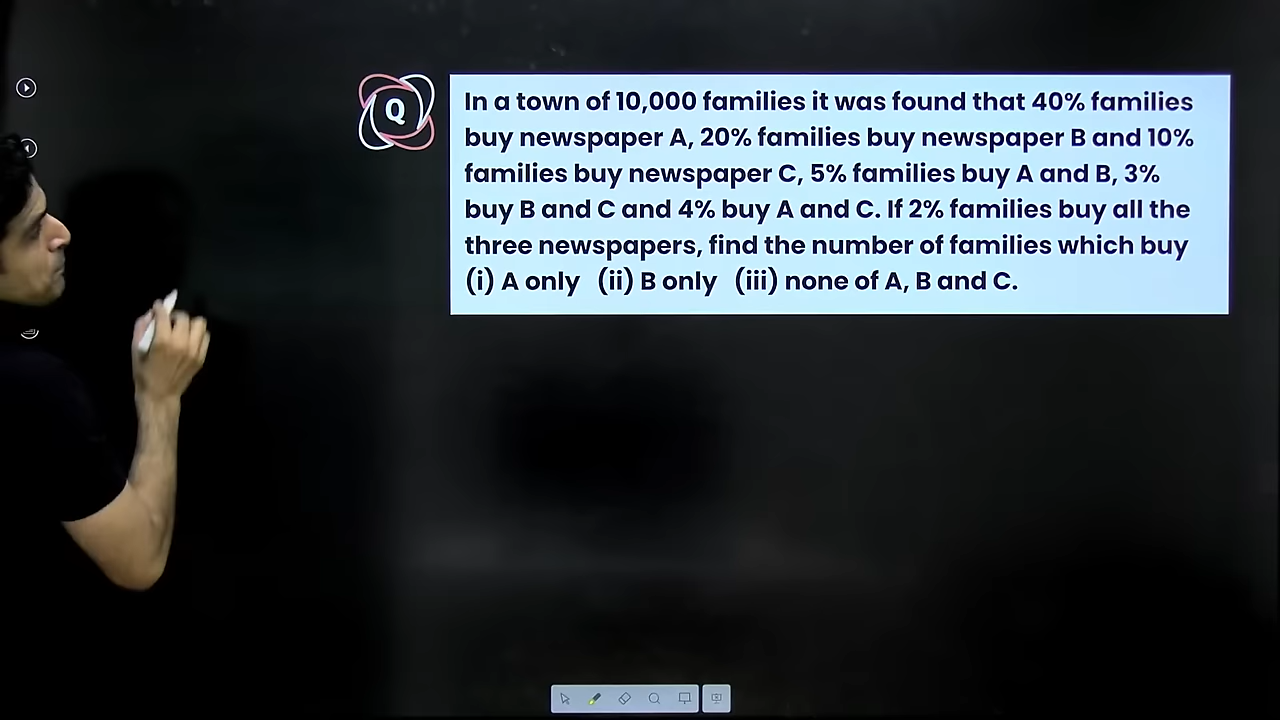 Q
In a town of 10,000 families it was found that 40% families
buy newspaper A, 20% families buy newspaper B and 10%
families buy newspaper C, 5% families buy A and B, 3%
buy B and C and 4% buy A and C. If 2% families buy all the
three newspapers, find the number of families which buy
(i) A only (ii) B only (iii) none of A, B and C.